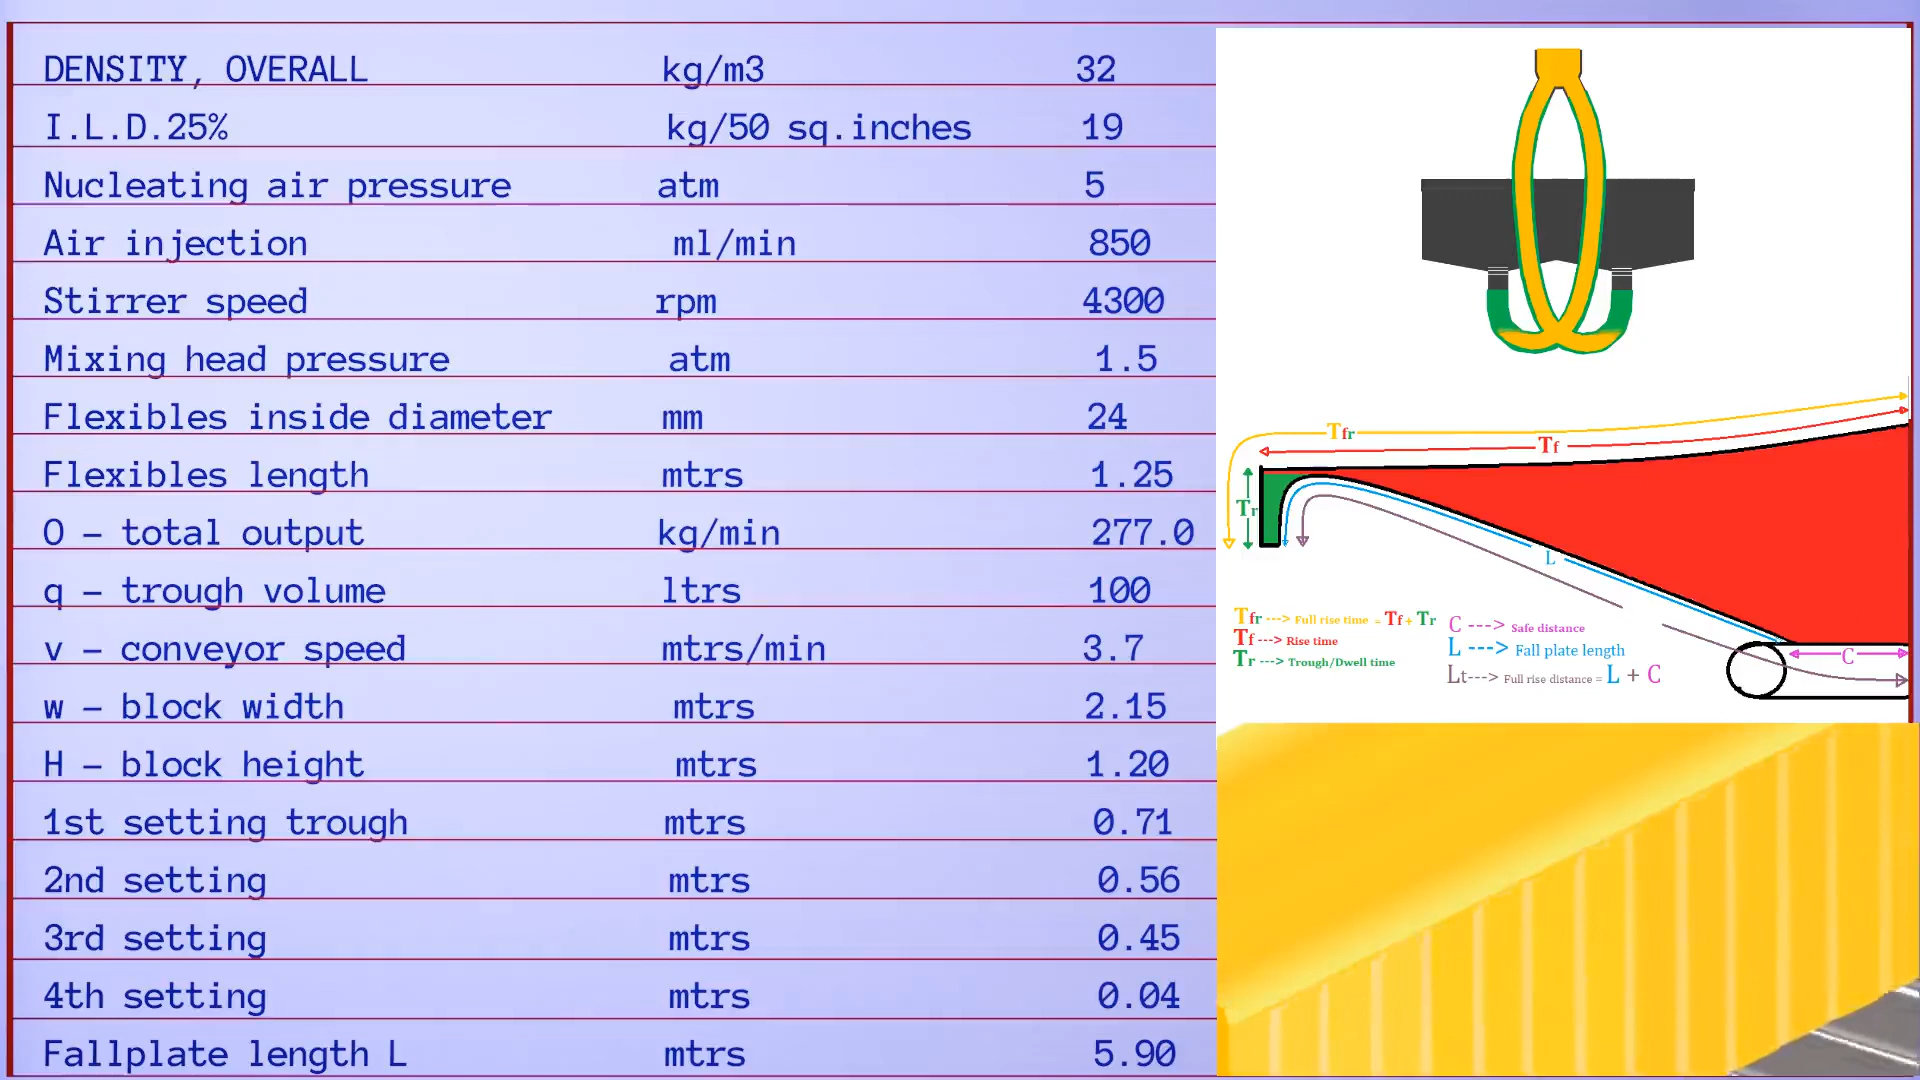 DENSITY, OVERALL kg/m3 32
I.L.D.25% kg/50 sq.inches 19
Nucleating air pressure atm 5
Air injection ml/min 850
Stirrer speed rpm 4300
Mixing head pressure atm 1.5
Flexibles inside diameter mm 24
Flexibles length mtrs 1.25
O – total output kg/min 277.0
q – trough volume ltrs 100
v – conveyor speed mtrs/min 3.7
w – block width mtrs 2.15
H – block height mtrs 1.20
1st setting trough mtrs 0.71
2nd setting mtrs 0.56
3rd setting mtrs 0.45
4th setting mtrs 0.04
Fallplate length L mtrs 5.90
Tfr
Tf
Tr
L
C
Tfr ---> Full rise time = Tf + Tr
Tf ---> Rise time
Tr ---> Trough/Dwell time
C ---> Safe distance
L ---> Fall plate length
Lt---> Full rise distance = L + C